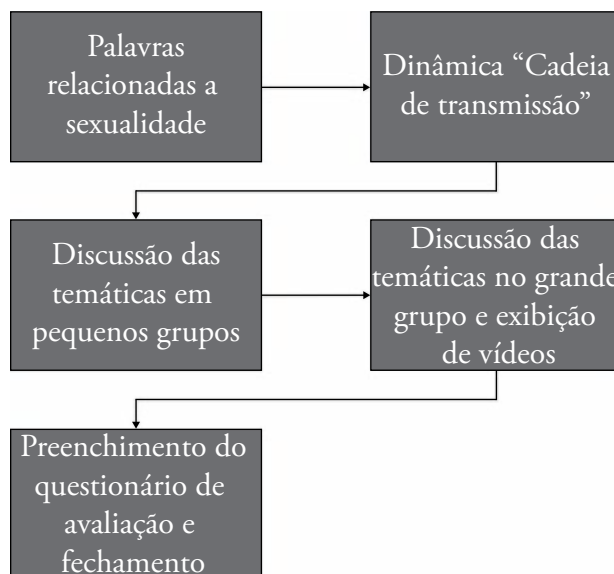 Palavras
relacionadas a
sexualidade
Dinâmica “Cadeia
de transmissão”
Discussão das
temáticas em
pequenos grupos
Discussão das
temáticas no grande
grupo e exibição
de vídeos
Preenchimento do
questionário de
avaliação e
fechamento